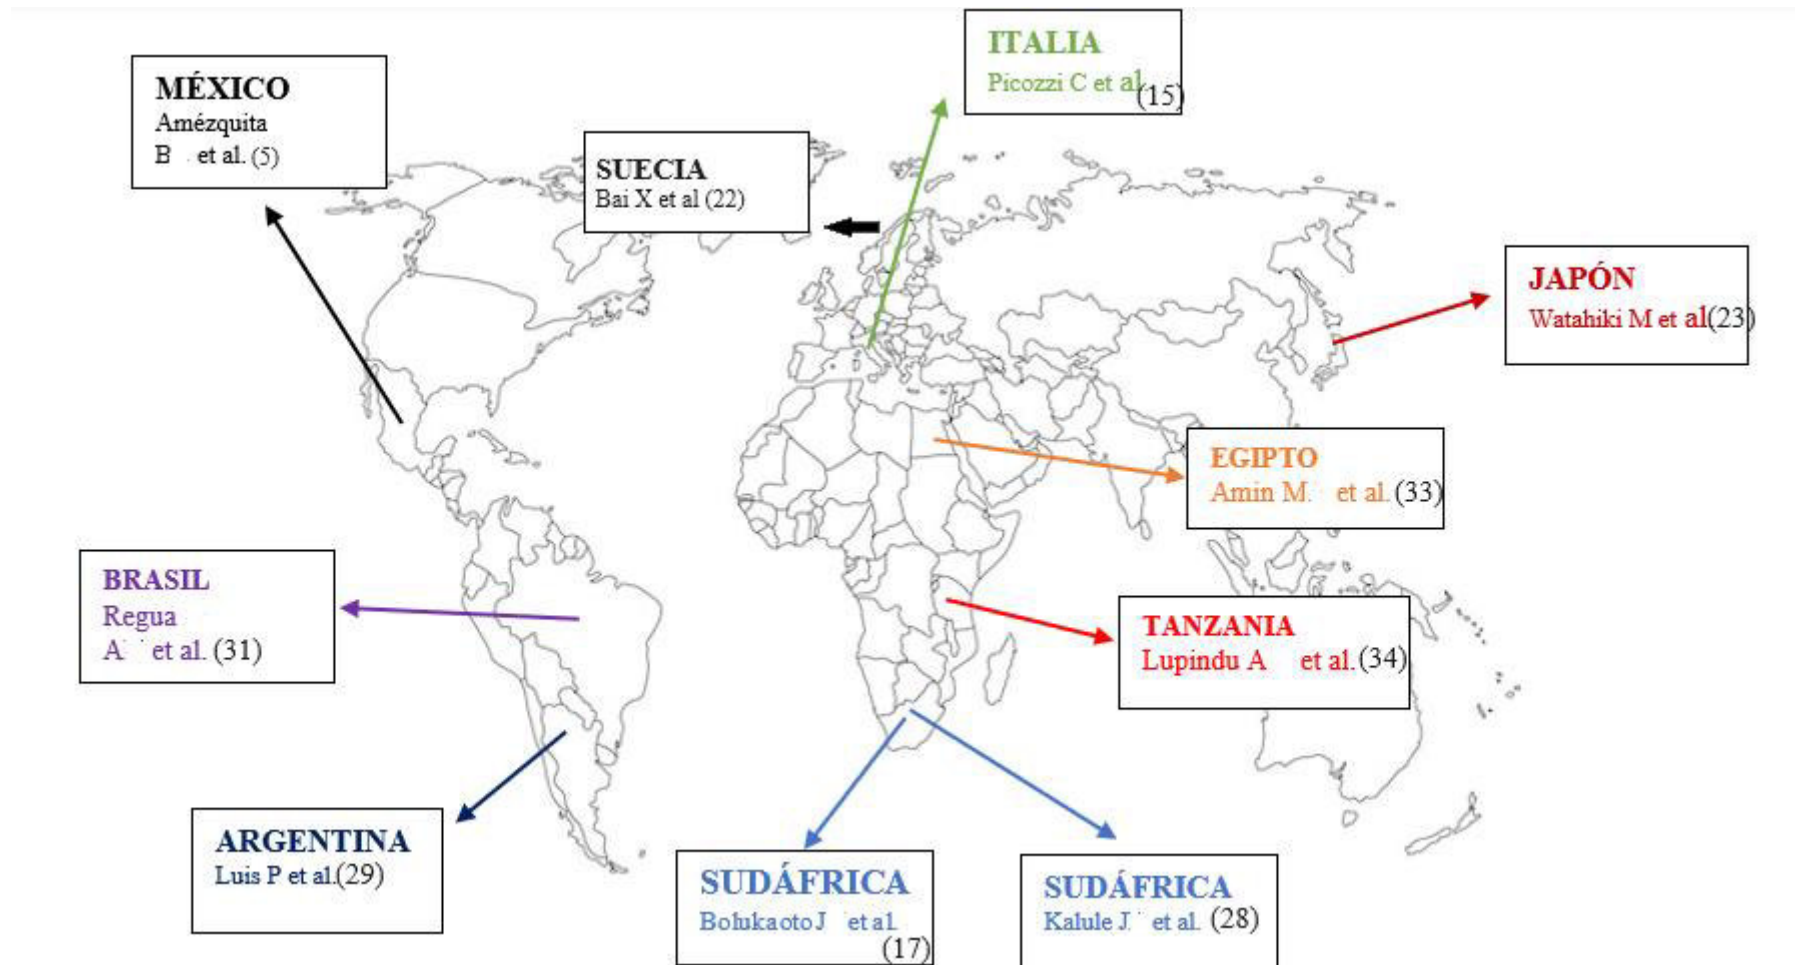 ITALIA
Picozzi C et al
(15)
MÉXICO
Amézquita
B et al. (5)
SUECIA
Bai X et al (22)
JAPÓN
Watahiki M et al(23)
EGIPTO
Amin M. et al. (33)
BRASIL
Regua
A et al. (31)
TANZANIA
Lupindu A et al. (34)
ARGENTINA
Luis P et al.(29)
SUDÁFRICA
Bolukaoto J et al.
(17)
SUDÁFRICA
Kalule J et al. (28)